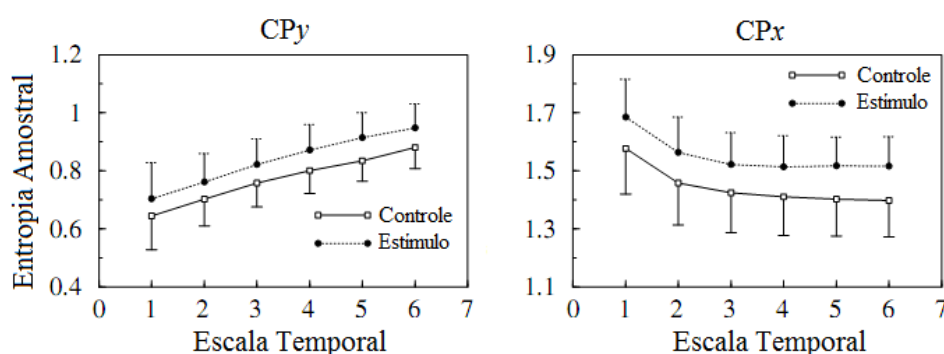 CPy
1.2
1
0.8
0.6
0.4
Entropia Amostral
Controle
Estímulo
0 1 2 3 4 5 6 7
Escala Temporal
CPx
1.9
1.7
1.5
1.3
1.1
Controle
Estímulo
0 1 2 3 4 5 6 7
Escala Temporal